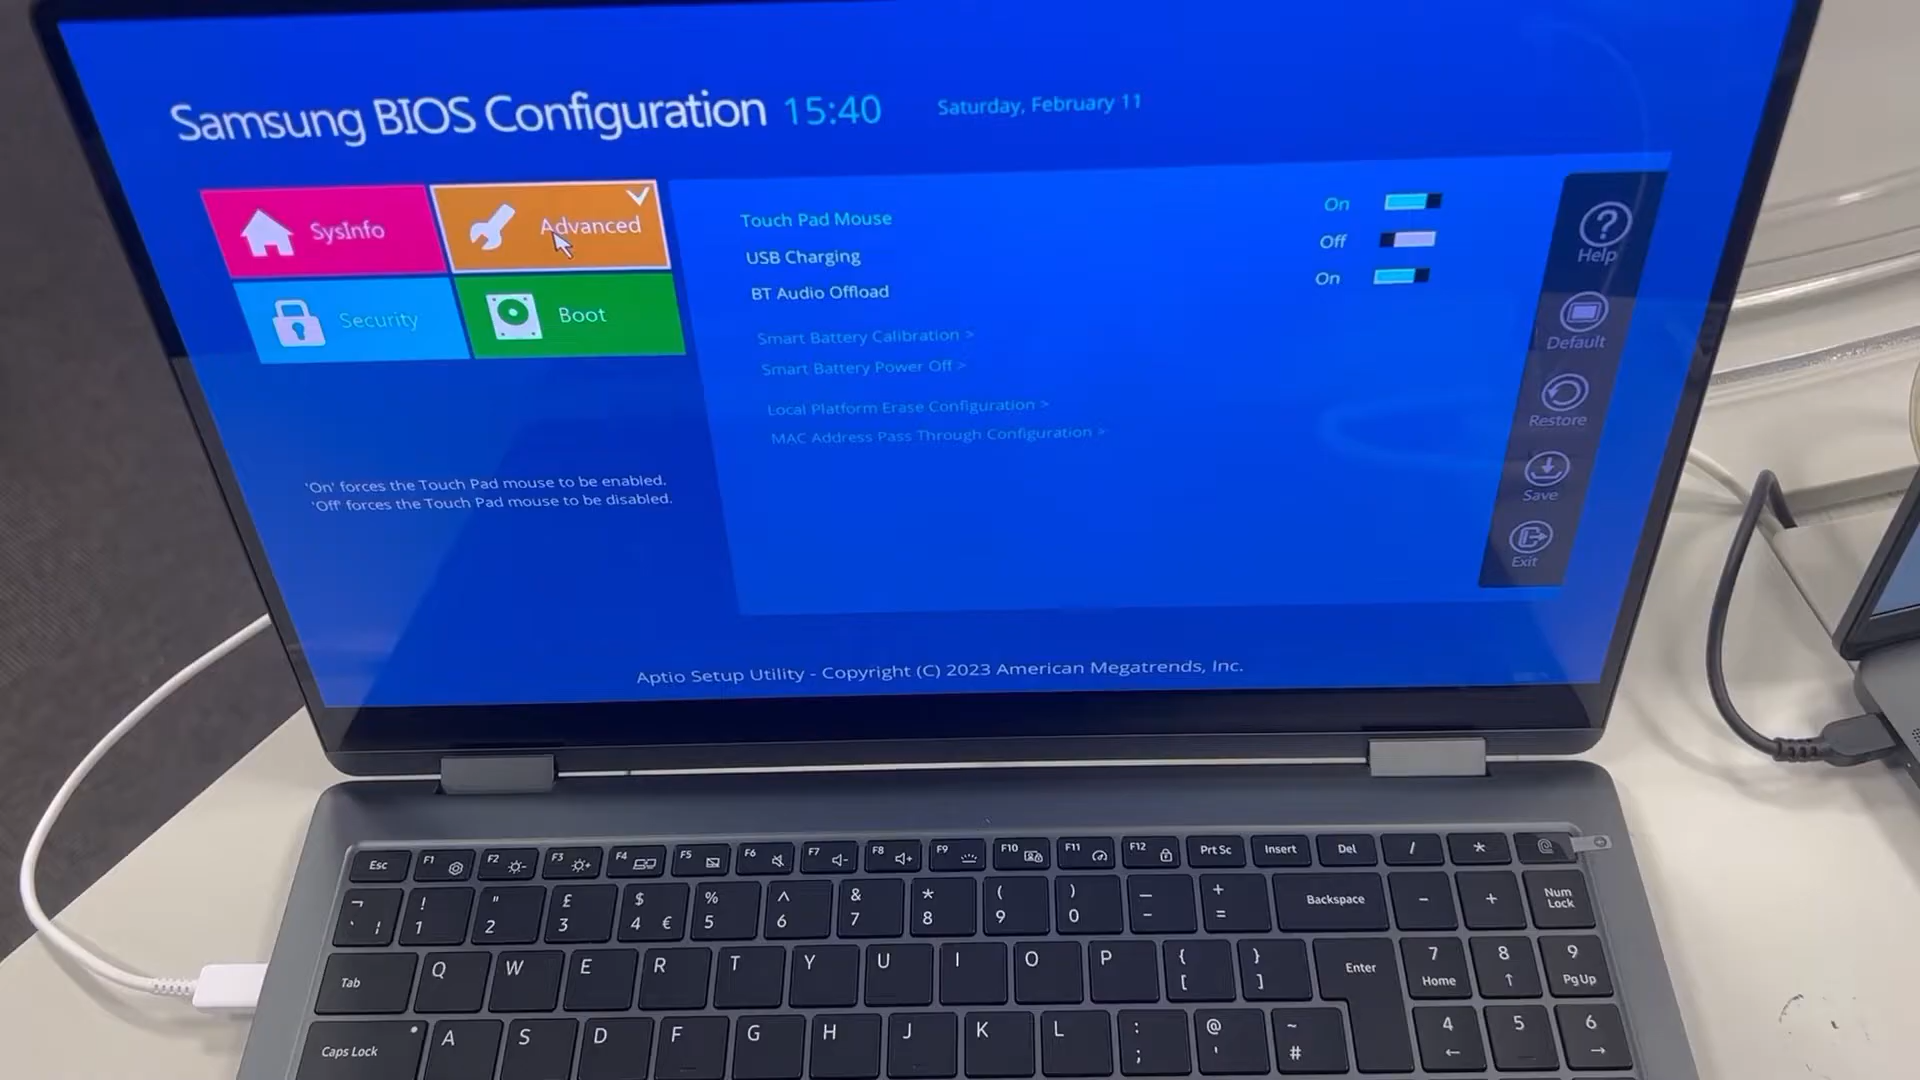 Samsung BIOS Configuration 15:40 Saturday, February 11
SysInfo
Advanced
Security
Boot
Touch Pad Mouse On
USB Charging Off
BT Audio Offload On
Smart Battery Calibration >
Smart Battery Power Off >
Local Platform Erase Configuration >
MAC Address Pass Through Configuration >
Help
Default
Restore
Save
Exit
'On' forces the Touch Pad mouse to be enabled.
'Off' forces the Touch Pad mouse to be disabled.
Aptio Setup Utility - Copyright (C) 2023 American Megatrends, Inc.
Esc F1 F2 F3 F4 F5 F6 F7 F8 F9 F10 F11 F12 Prt Sc Insert Del / *
¬ ` ¦ ! 1 " 2 £ 3 $ 4 € % 5 ^ 6 & 7 * 8 ( 9 ) 0 _ - + = Backspace - + Num Lock
Tab Q W E R T Y U I O P { [ } ] Enter 7 Home 8 ↑ 9 PgUp
Caps Lock A S D F G H J K L : ; @ ' ~ # 4 ← 5 6 →